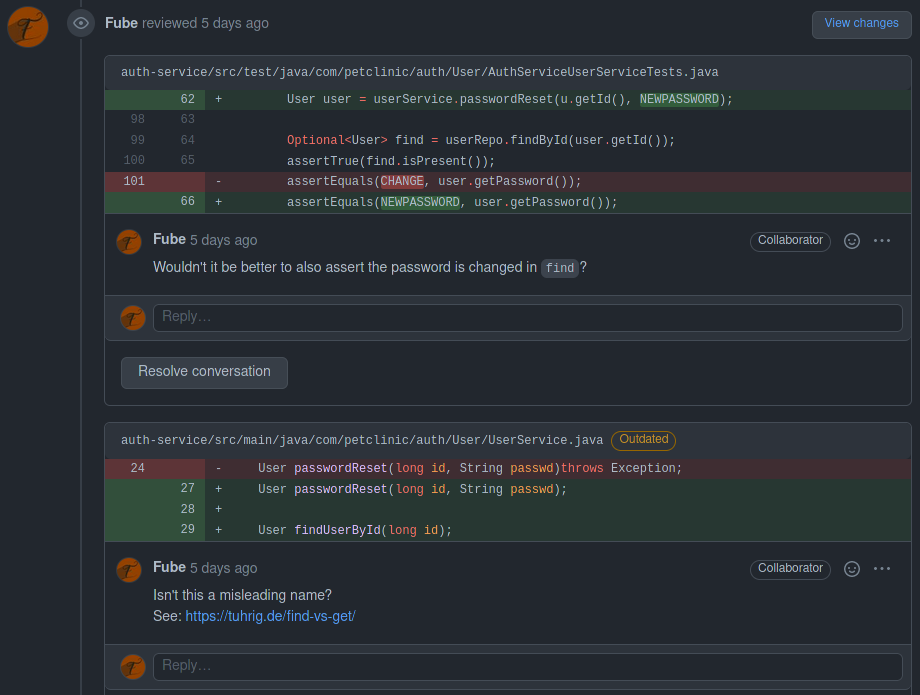 Fube reviewed 5 days ago
View changes
auth-service/src/test/java/com/petclinic/auth/User/AuthServiceUserServiceTests.java
62 + User user = userService.passwordReset(u.getId(), NEWPASSWORD);
98 63
99 64 Optional<User> find = userRepo.findById(user.getId());
100 65 assertTrue(find.isPresent());
101 - assertEquals(CHANGE, user.getPassword());
66 + assertEquals(NEWPASSWORD, user.getPassword());
Fube 5 days ago
Collaborator
Wouldn't it be better to also assert the password is changed in find?
Reply...
Resolve conversation
auth-service/src/main/java/com/petclinic/auth/User/UserService.java Outdated
24 - User passwordReset(long id, String passwd)throws Exception;
27 + User passwordReset(long id, String passwd);
28 +
29 + User findUserById(long id);
Fube 5 days ago
Collaborator
Isn't this a misleading name?
See: https://tuhrig.de/find-vs-get/
Reply...